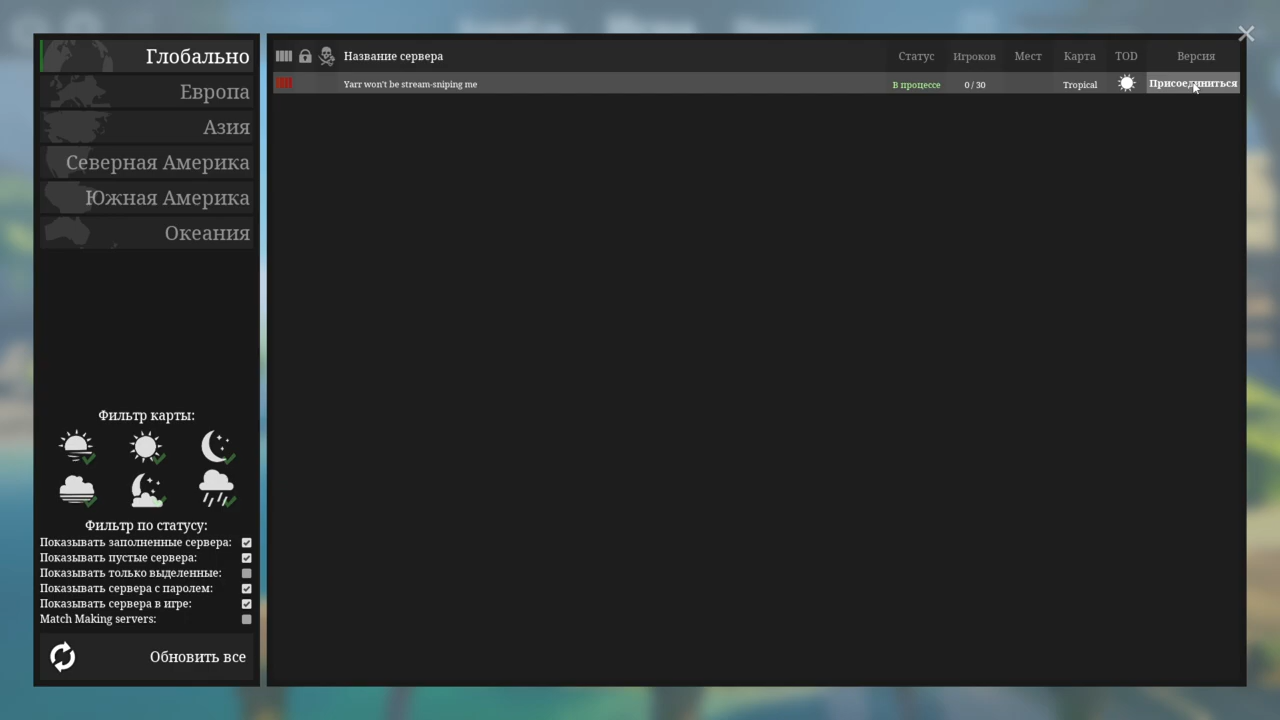 Глобально
Европа
Азия
Северная Америка
Южная Америка
Океания
Фильтр карты:
Фильтр по статусу:
Показывать заполненные сервера:
Показывать пустые сервера:
Показывать только выделенные:
Показывать сервера с паролем:
Показывать сервера в игре:
Match Making servers:
Обновить все
Название сервера Статус Игроков Мест Карта TOD Версия
Yarr won't be stream-sniping me В процессе 0 / 30 Tropical Присоединиться